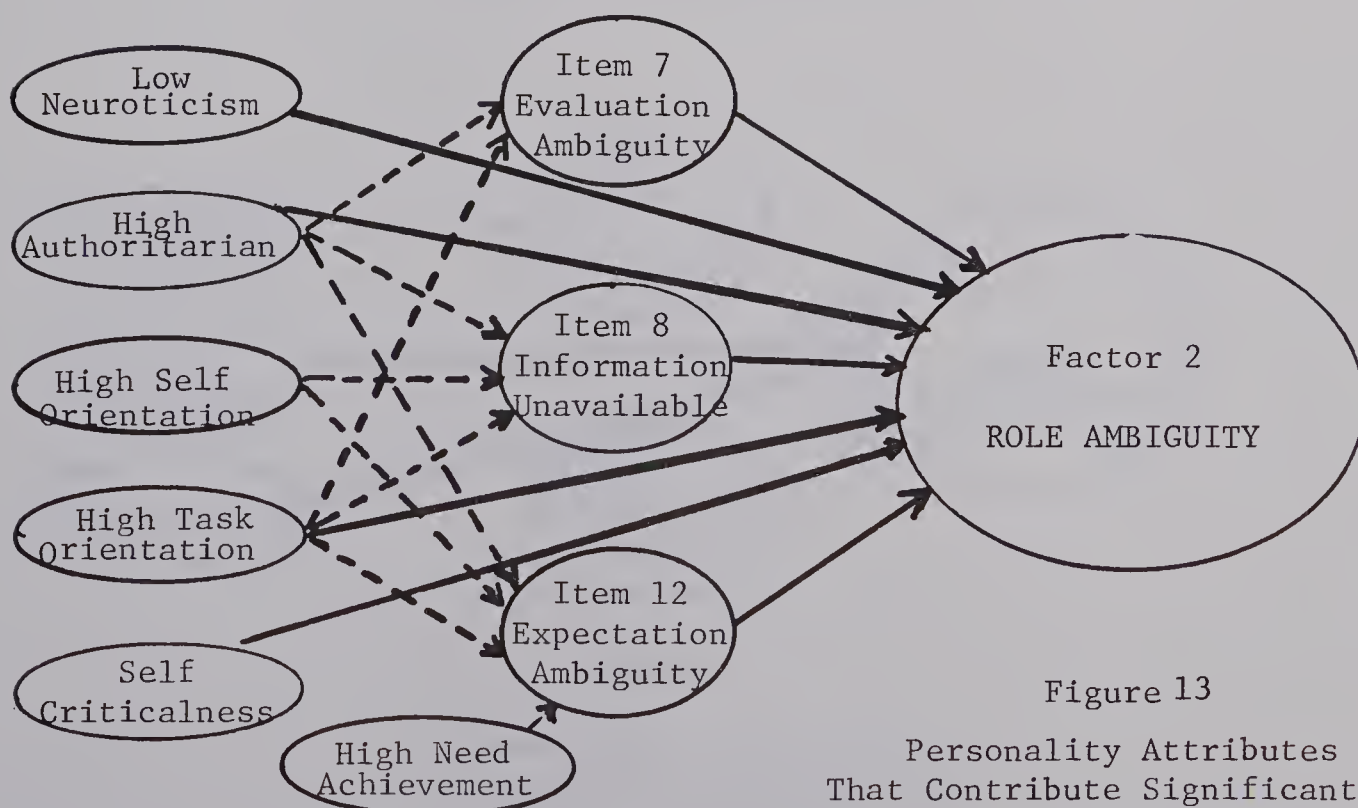 Low
Neuroticism
High
Authoritarian
High Self
Orientation
High Task
Orientation
Self
Criticalness
High Need
Achievement
Item 7
Evaluation
Ambiguity
Item 8
Information
Unavailable
Item 12
Expectation
Ambiguity
Factor 2
ROLE AMBIGUITY
Figure 13
Personality Attributes
That Contribute Significant